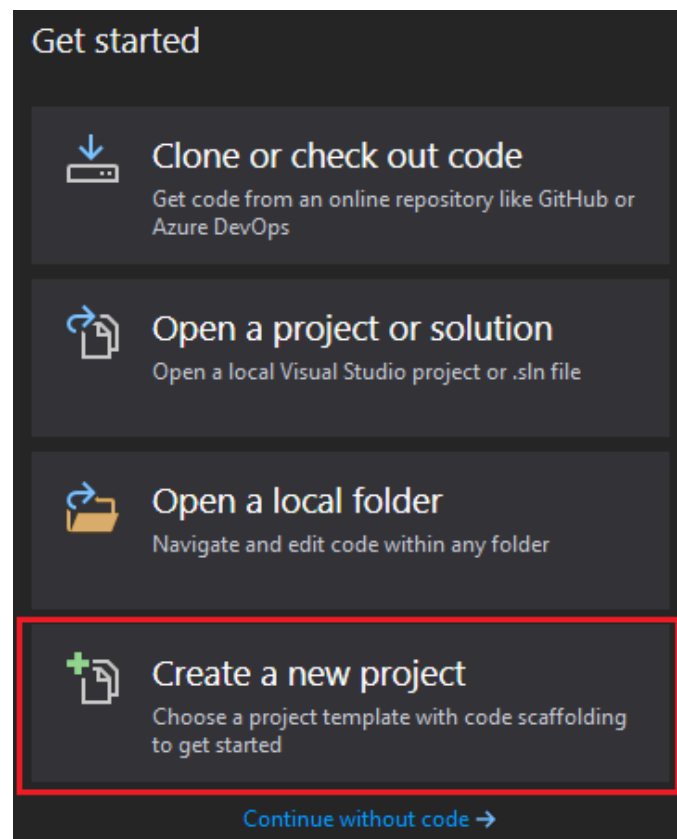 Get started
Clone or check out code
Get code from an online repository like GitHub or
Azure DevOps
Open a project or solution
Open a local Visual Studio project or .sln file
Open a local folder
Navigate and edit code within any folder
Create a new project
Choose a project template with code scaffolding
to get started
Continue without code →